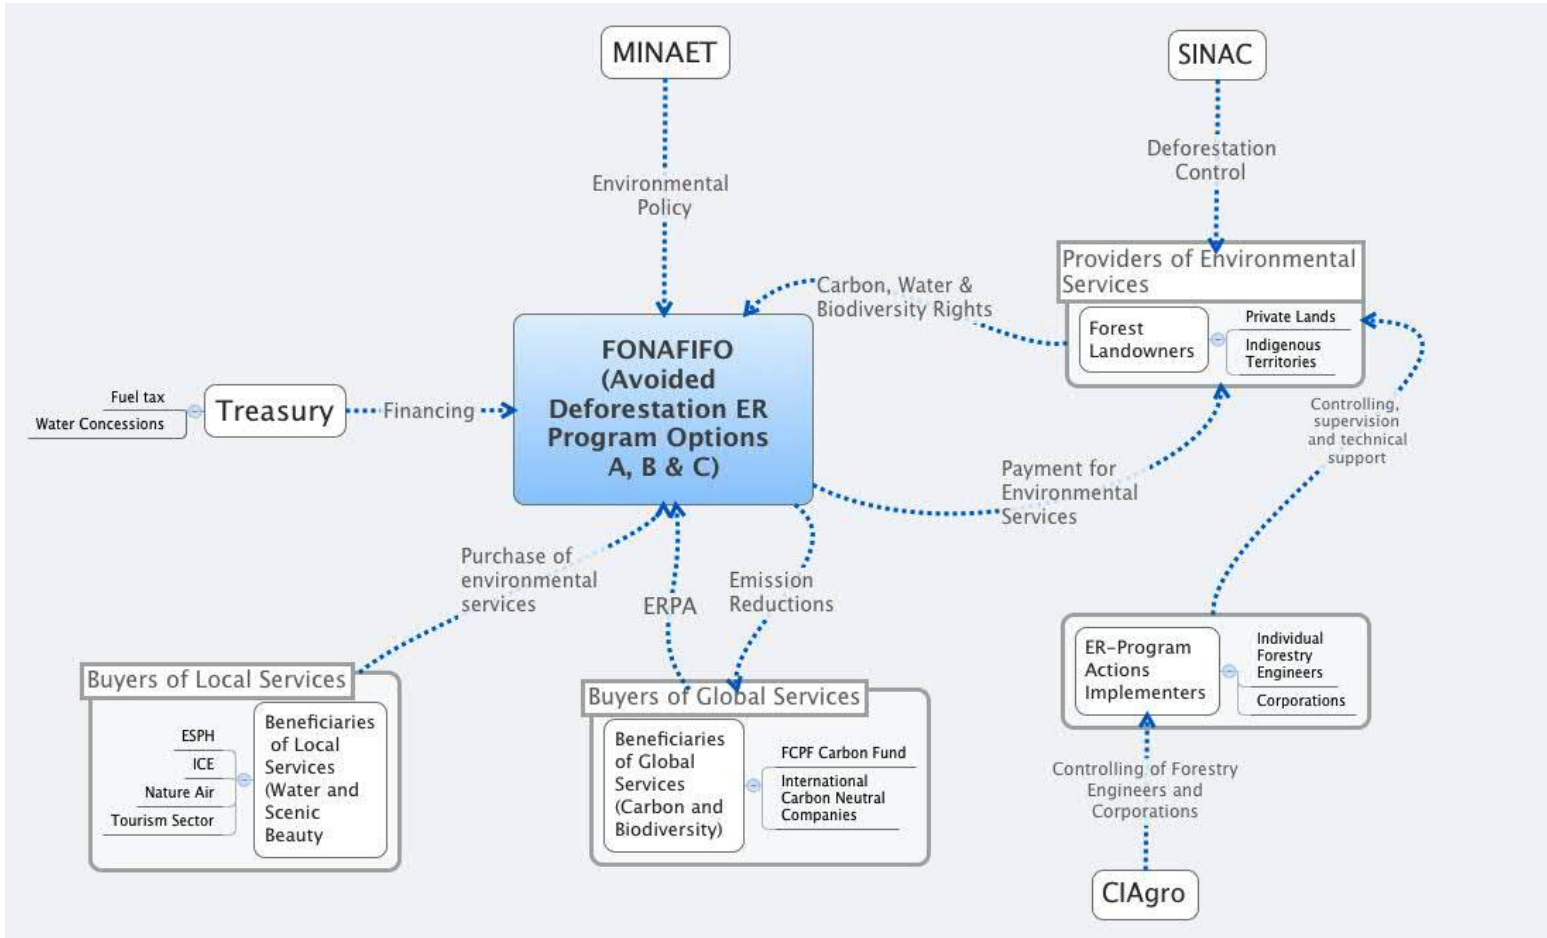 MINAET
SINAC
Environmental
Policy
Deforestation
Control
Providers of Environmental
Services
Forest
Landowners
Private Lands
Indigenous
Territories
Carbon, Water &
Biodiversity Rights
FONAFIFO
(Avoided
Deforestation ER
Program Options
A, B & C)
Fuel tax
Water Concessions
Treasury
Financing
Controlling,
supervision
and technical
support
Payment for
Environmental
Services
Purchase of
environmental
services
ERPA
Emission
Reductions
Buyers of Local Services
ESPH
ICE
Nature Air
Tourism Sector
Beneficiaries
of Local
Services
(Water and
Scenic
Beauty
Buyers of Global Services
Beneficiaries
of Global
Services
(Carbon and
Biodiversity)
FCPF Carbon Fund
International
Carbon Neutral
Companies
ER-Program
Actions
Implementers
Individual
Forestry
Engineers
Corporations
Controlling of Forestry
Engineers and
Corporations
CIAgro